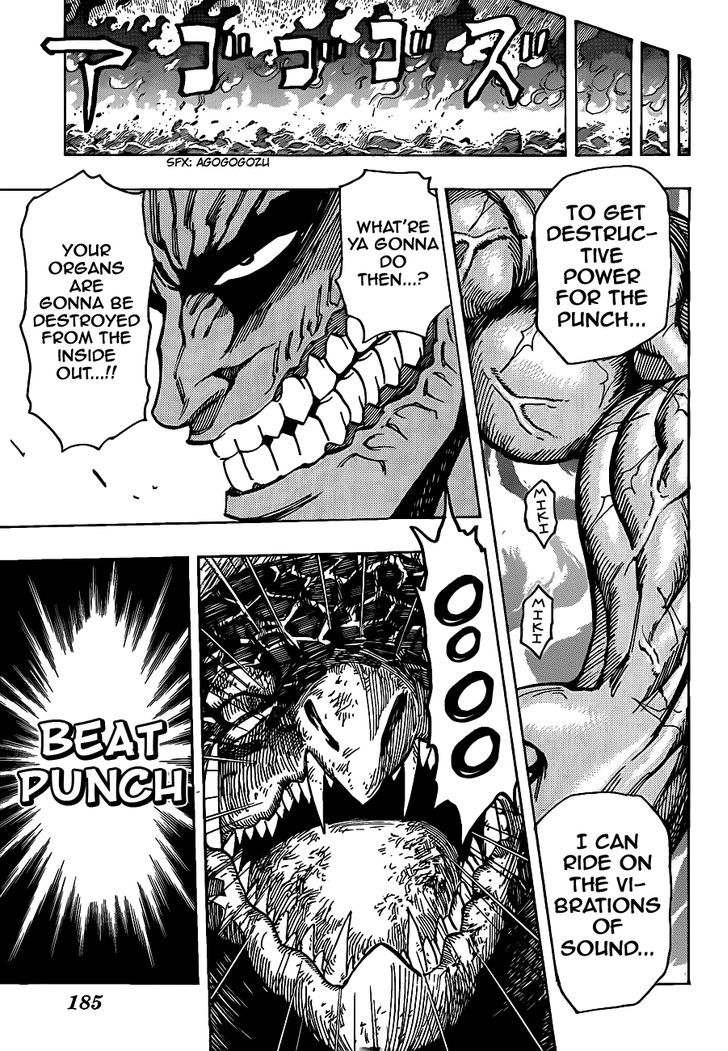 アゴゴゴズ
SFX: AGOGOGOZU
TO GET
DESTRUC-
TIVE
POWER
FOR THE
PUNCH...
MIKI
MIKI
I CAN
RIDE ON
THE VI-
BRATIONS
OF
SOUND...
WHAT'RE
YA GONNA
DO
THEN...?
YOUR
ORGANS
ARE
GONNA BE
DESTROYED
FROM THE
INSIDE
OUT...!!
OOOO
BEAT
PUNCH
185